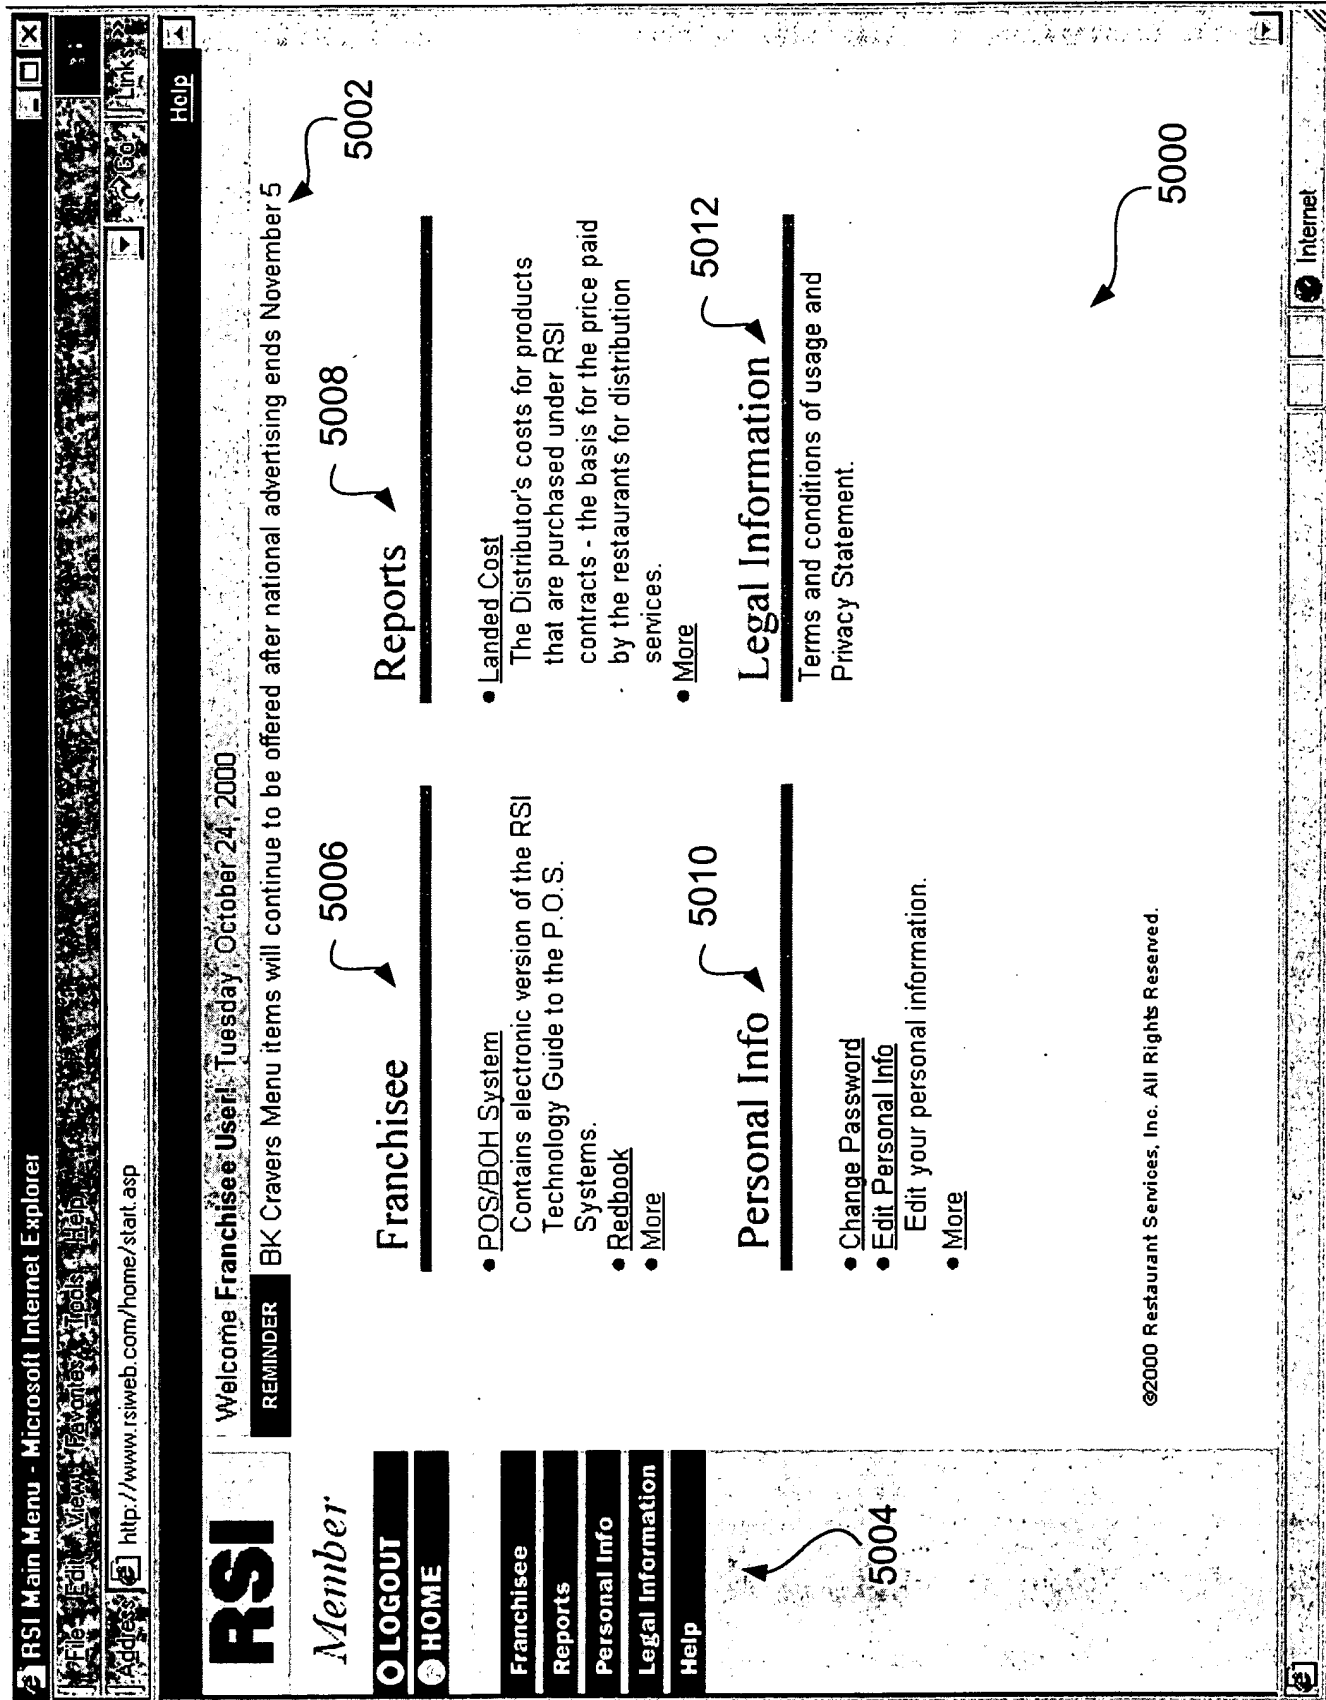 RSI Main Menu - Microsoft Internet Explorer
File Edit View Favorites Tools Help
Address http://www.rsiweb.com/home/stait.asp Go Links »
Help
RSI
Welcome Franchisee User! Tuesday, October 24, 2000
REMINDER BK Cravers Menu items will continue to be offered after national advertising ends November 5
5002
Member
LOGOUT
HOME
Franchisee
Reports
Personal Info
Legal Information
Help
5004
Franchisee
5006
• POS/BOH System
Contains electronic version of the RSI
Technology Guide to the P.O.S.
Systems.
• Redbook
• More
Reports
5008
• Landed Cost
The Distributor's costs for products
that are purchased under RSI
contracts - the basis for the price paid
by the restaurants for distribution
services.
• More
Personal Info
5010
• Change Password
• Edit Personal Info
Edit your personal information.
• More
Legal Information
5012
Terms and conditions of usage and
Privacy Statement.
5000
©2000 Restaurant Services, Inc. All Rights Reserved.
Internet